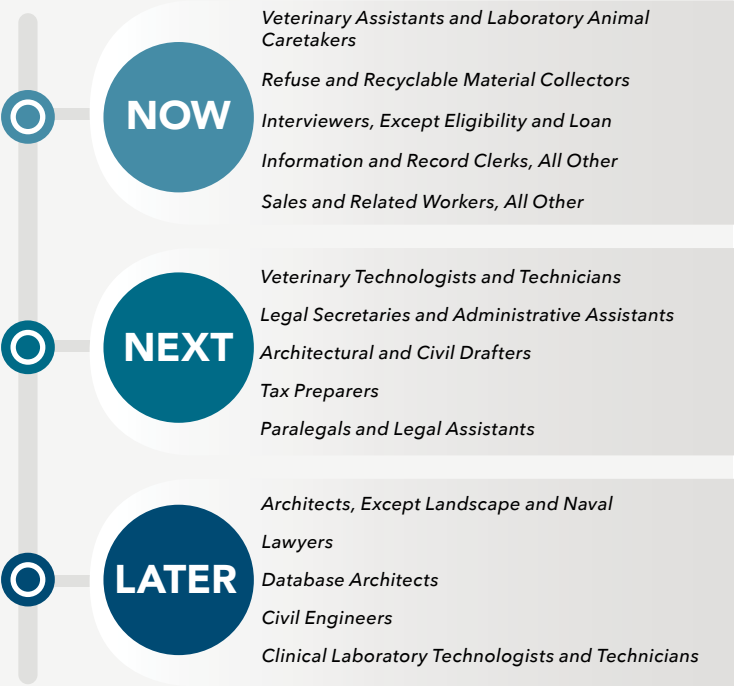 Veterinary Assistants and Laboratory Animal
Caretakers
Refuse and Recyclable Material Collectors
NOW
Interviewers, Except Eligibility and Loan
Information and Record Clerks, All Other
Sales and Related Workers, All Other
Veterinary Technologists and Technicians
Legal Secretaries and Administrative Assistants
NEXT
Architectural and Civil Drafters
Tax Preparers
Paralegals and Legal Assistants
Architects, Except Landscape and Naval
Lawyers
LATER
Database Architects
Civil Engineers
Clinical Laboratory Technologists and Technicians